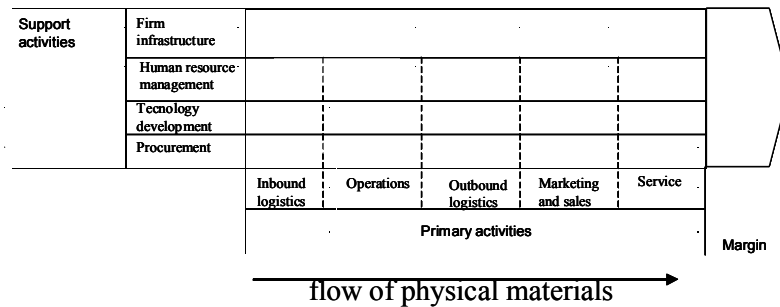 Support
activities
Firm
infrastructure
Human resource
management
Tecnology
development
Procurement
Inbound
logistics
Operations
Outbound
logistics
Marketing
and sales
Service
Primary activities
Margin
flow of physical materials